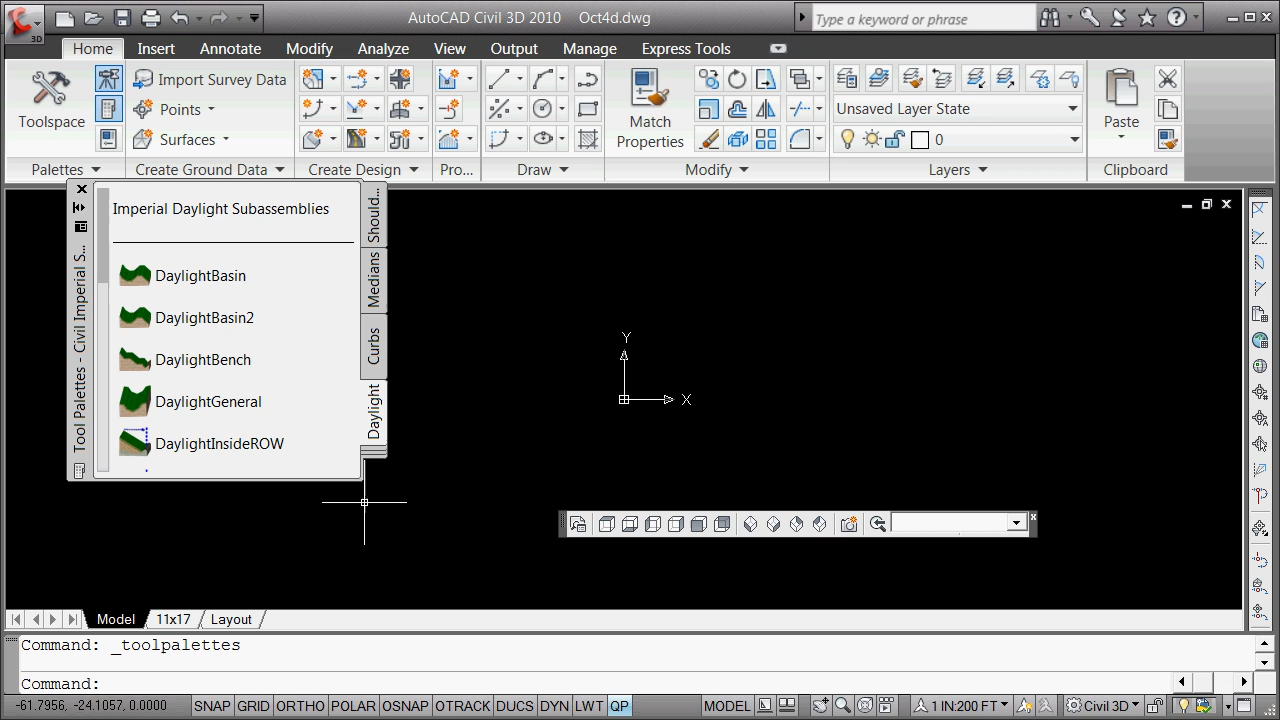 AutoCAD Civil 3D 2010 Oct4d.dwg
Type a keyword or phrase
3D
Home Insert Annotate Modify Analyze View Output Manage Express Tools
Toolspace
Import Survey Data
Points
Surfaces
Match
Properties
Unsaved Layer State
0
Paste
Palettes Create Ground Data Create Design Pro... Draw Modify Layers Clipboard
Tool Palettes - Civil Imperial S...
Imperial Daylight Subassemblies
DaylightBasin
DaylightBasin2
DaylightBench
DaylightGeneral
DaylightInsideROW
Should...
Medians
Curbs
Daylight
Y
X
Model 11x17 Layout
Command: _toolpalettes
Command:
-61.7956, -24.1057, 0.0000 SNAP GRID ORTHO POLAR OSNAP OTRACK DUCS DYN LWT QP MODEL 1 IN:200 FT Civil 3D